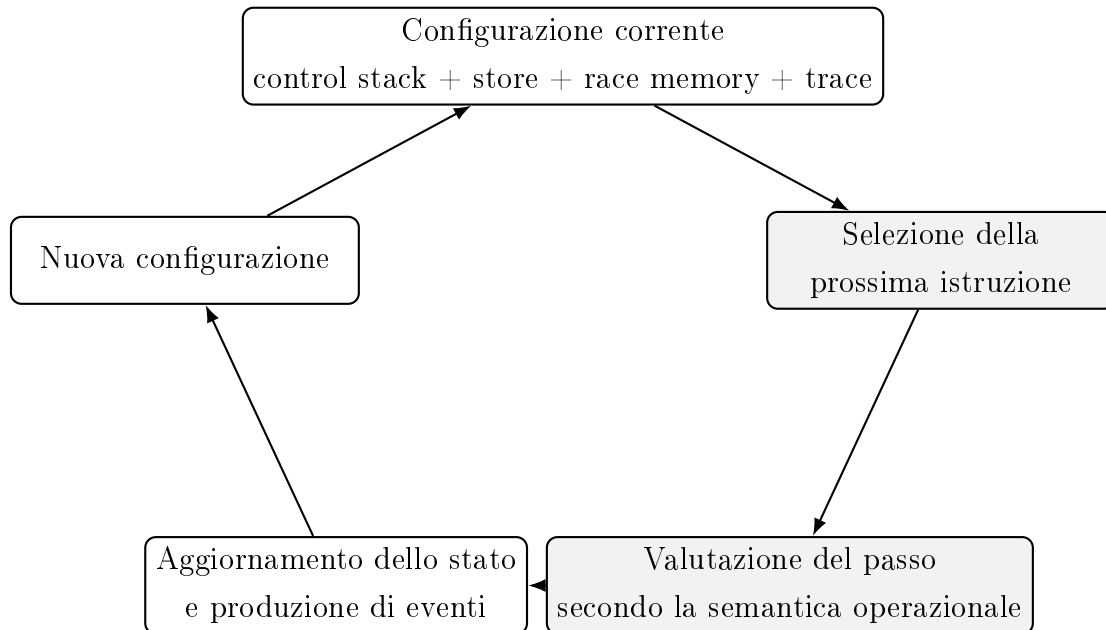 Configurazione corrente
control stack + store + race memory + trace
Nuova configurazione
Selezione della
prossima istruzione
Aggiornamento dello stato
e produzione di eventi
Valutazione del passo
secondo la semantica operazionale